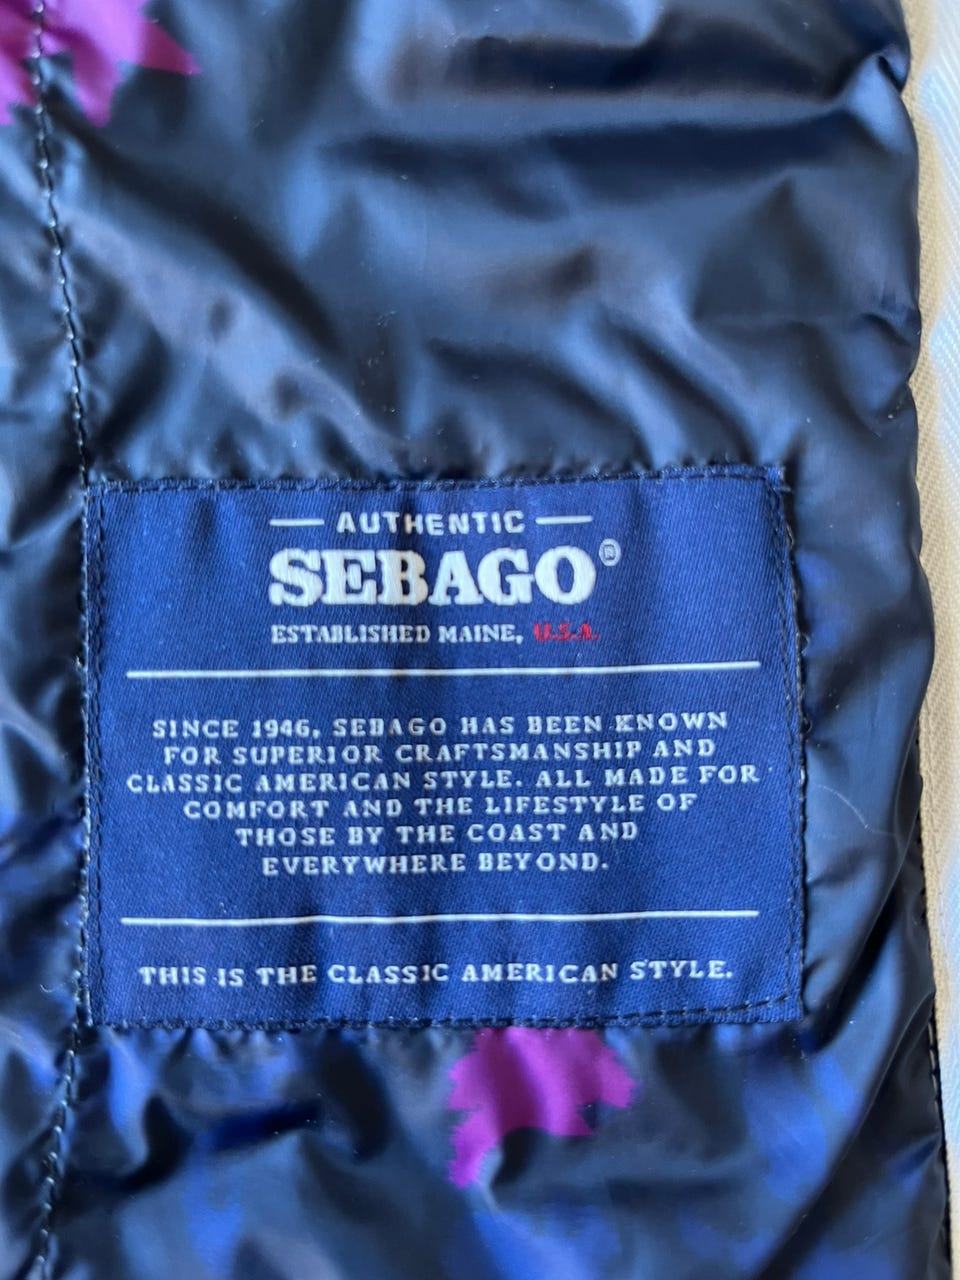 AUTHENTIC
SEBAGO®
ESTABLISHED MAINE, U.S.A.
SINCE 1946, SEBAGO HAS BEEN KNOWN
FOR SUPERIOR CRAFTSMANSHIP AND
CLASSIC AMERICAN STYLE. ALL MADE FOR
COMFORT AND THE LIFESTYLE OF
THOSE BY THE COAST AND
EVERYWHERE BEYOND.
THIS IS THE CLASSIC AMERICAN STYLE.